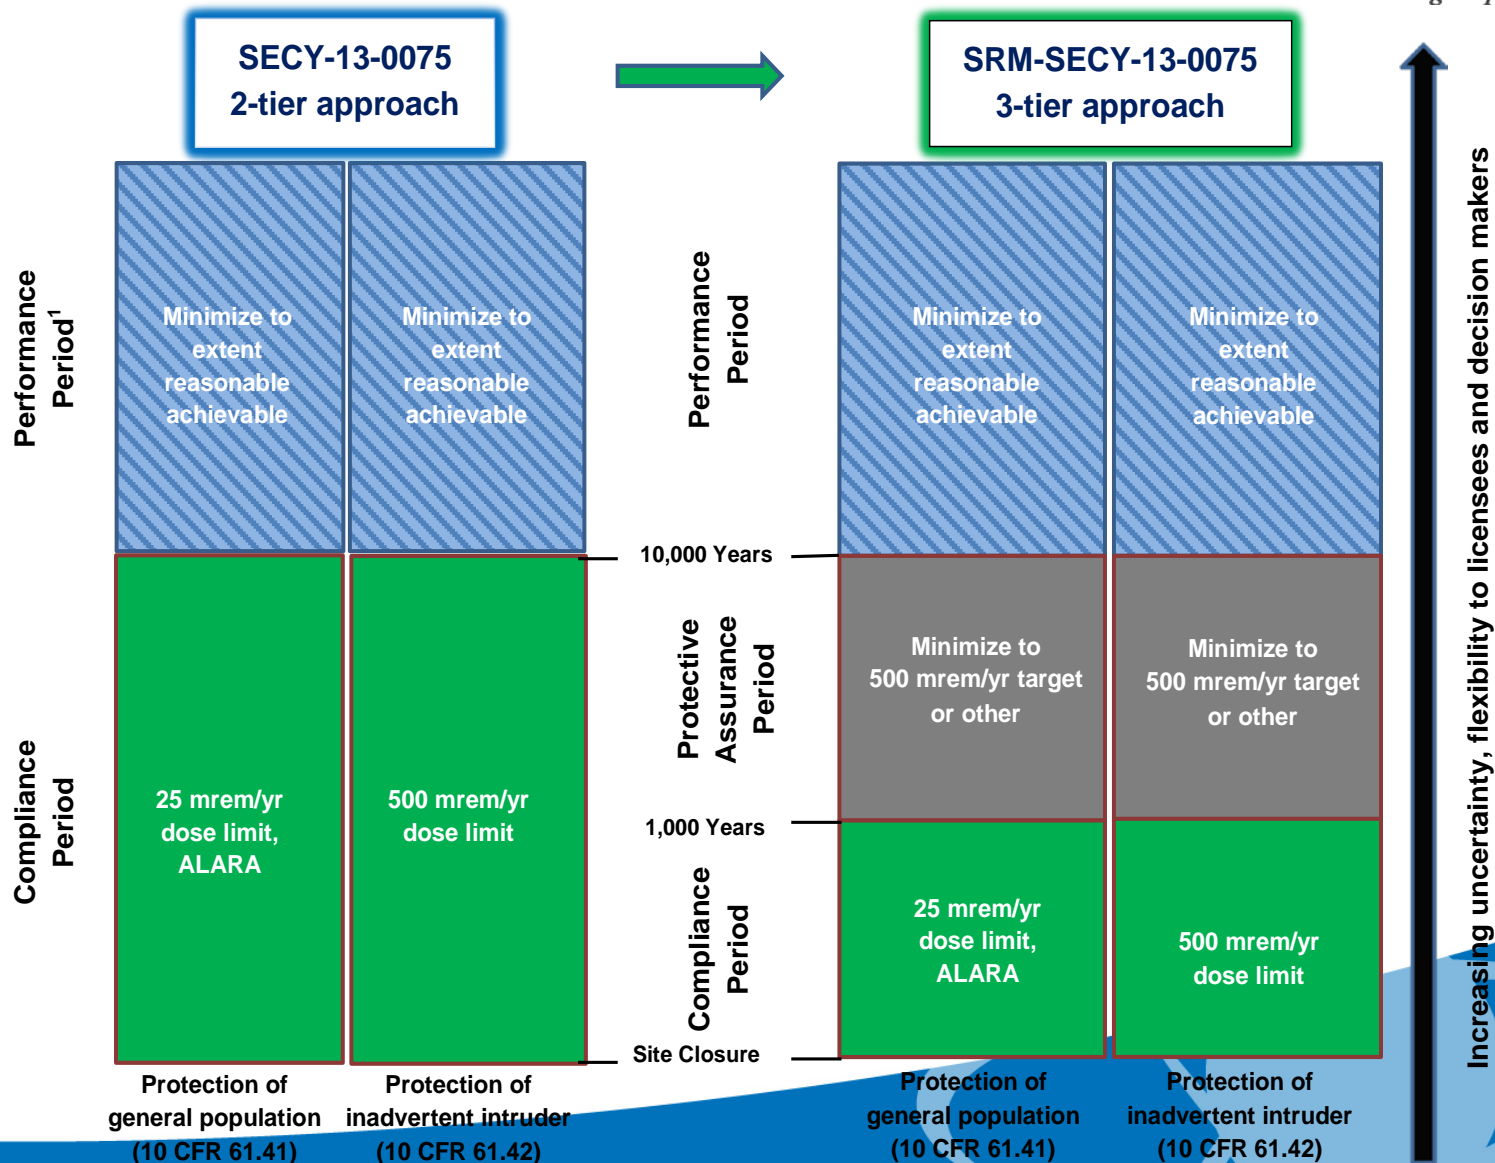 SECY-13-0075
2-tier approach
SRM-SECY-13-0075
3-tier approach
Performance
Period¹
Minimize to
extent
reasonable
achievable
Minimize to
extent
reasonable
achievable
Performance
Period
Minimize to
extent
reasonable
achievable
Minimize to
extent
reasonable
achievable
10,000 Years
Protective
Assurance
Period
Minimize to
500 mrem/yr target
or other
Minimize to
500 mrem/yr target
or other
1,000 Years
Compliance
Period
25 mrem/yr
dose limit,
ALARA
500 mrem/yr
dose limit
Compliance
Period
25 mrem/yr
dose limit,
ALARA
500 mrem/yr
dose limit
Site Closure
Protection of
general population
(10 CFR 61.41)
Protection of
inadvertent intruder
(10 CFR 61.42)
Protection of
general population
(10 CFR 61.41)
Protection of
inadvertent intruder
(10 CFR 61.42)
Increasing uncertainty, flexibility to licensees and decision makers